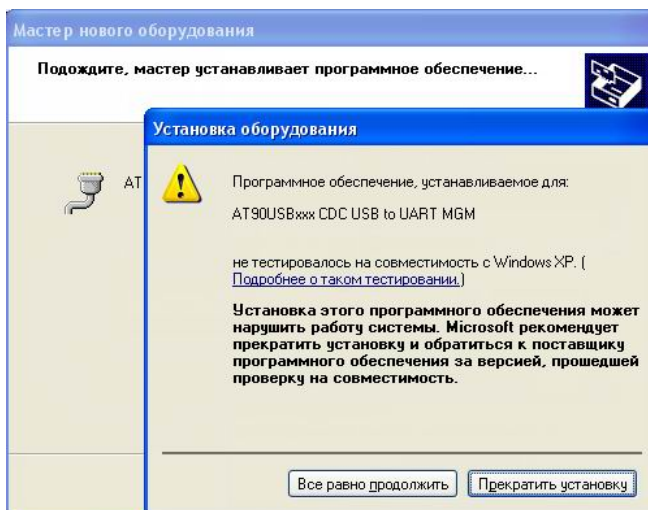 Мастер нового оборудования
Подождите, мастер устанавливает программное обеспечение...
Установка оборудования
AT
Программное обеспечение, устанавливаемое для:
AT90USBxxx CDC USB to UART MGM
не тестировалось на совместимость с Windows XP. (
Подробнее о таком тестировании.)
Установка этого программного обеспечения может
нарушить работу системы. Microsoft рекомендует
прекратить установку и обратиться к поставщику
программного обеспечения за версией, прошедшей
проверку на совместимость.
Все равно продолжить
Прекратить установку